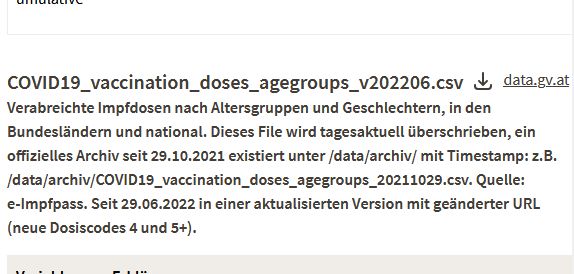 COVID19_vaccination_doses_agegroups_v202206.csv data.gv.at
Verabreichte Impfdosen nach Altersgruppen und Geschlechtern, in den
Bundesländern und national. Dieses File wird tagesaktuell überschrieben, ein
offizielles Archiv seit 29.10.2021 existiert unter /data/archiv/ mit Timestamp: z.B.
/data/archiv/COVID19_vaccination_doses_agegroups_20211029.csv. Quelle:
e-Impfpass. Seit 29.06.2022 in einer aktualisierten Version mit geänderter URL
(neue Dosiscodes 4 und 5+).